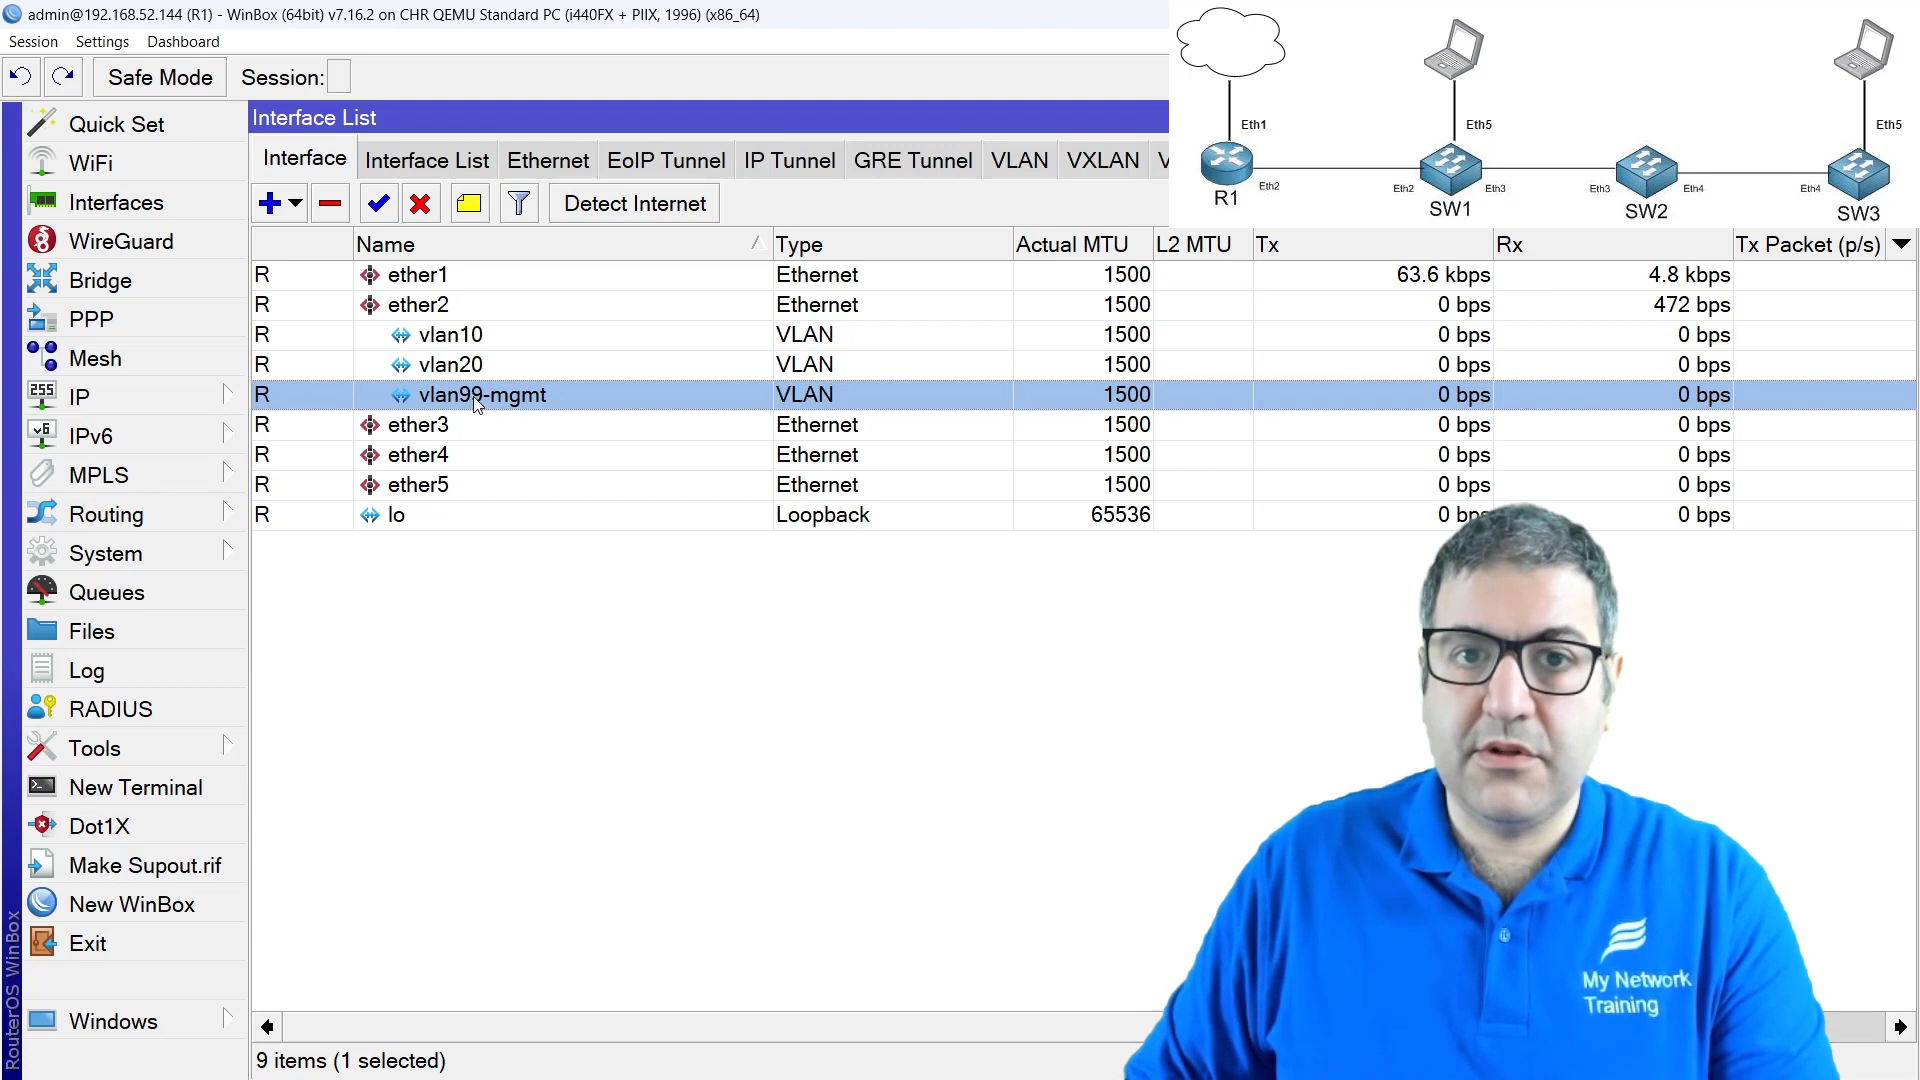 admin@192.168.52.144 (R1) - WinBox (64bit) v7.16.2 on CHR QEMU Standard PC (i440FX + PIIX, 1996) (x86_64)
Session Settings Dashboard
Safe Mode Session:
Quick Set
WiFi
Interfaces
WireGuard
Bridge
PPP
Mesh
255 IP
v6 IPv6
MPLS
Routing
System
Queues
Files
Log
RADIUS
Tools
New Terminal
Dot1X
Make Supout.rif
New WinBox
Exit
Windows
RouterOS WinBox
Interface List
Interface Interface List Ethernet EoIP Tunnel IP Tunnel GRE Tunnel VLAN VXLAN V
Detect Internet
Name Type Actual MTU L2 MTU Tx Rx Tx Packet (p/s)
R ether1 Ethernet 1500 63.6 kbps 4.8 kbps
R ether2 Ethernet 1500 0 bps 472 bps
R vlan10 VLAN 1500 0 bps 0 bps
R vlan20 VLAN 1500 0 bps 0 bps
R vlan99-mgmt VLAN 1500 0 bps 0 bps
R ether3 Ethernet 1500 0 bps 0 bps
R ether4 Ethernet 1500 0 bps 0 bps
R ether5 Ethernet 1500 0 bps 0 bps
R lo Loopback 65536 0 bps 0 bps
9 items (1 selected)
Eth1 Eth5 Eth5
Eth2 Eth2 Eth3 Eth3 Eth4 Eth4
R1 SW1 SW2 SW3
My Network
Training